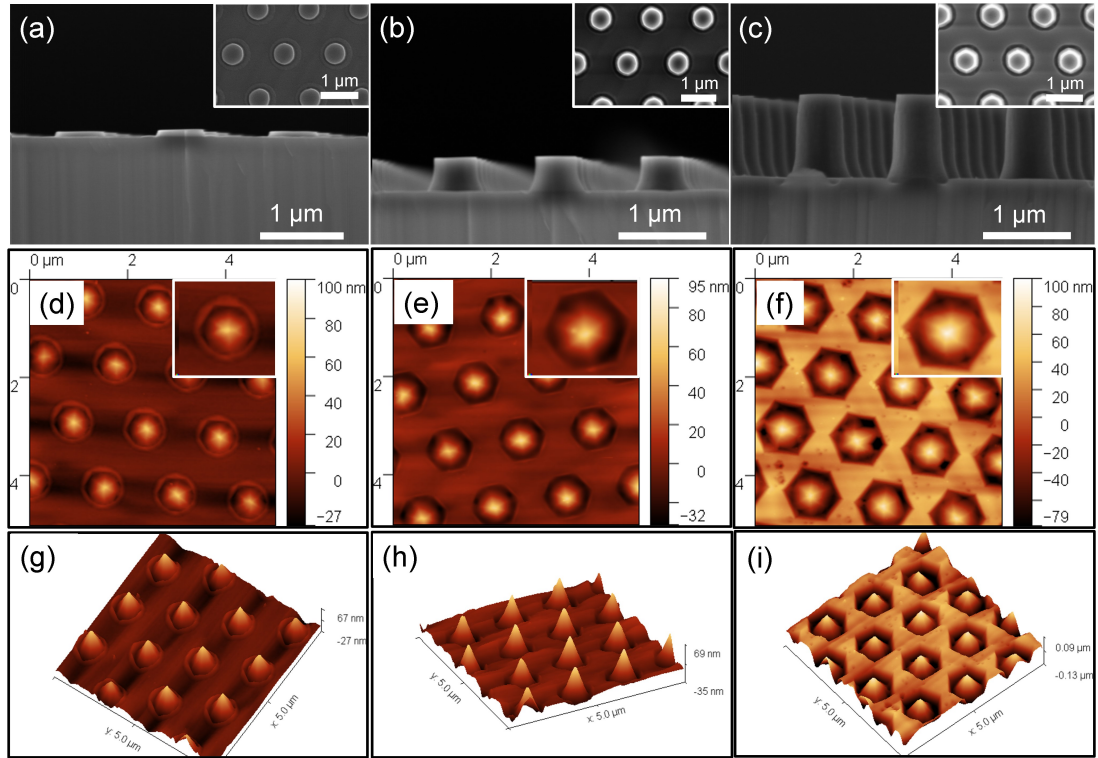 (a)
1 µm
1 µm
(b)
1 µm
1 µm
(c)
1 µm
1 µm
0 µm 2 4
0
2
4
(d)
100 nm
80
60
40
20
0
−27
0 µm 2 4
0
2
4
(e)
95 nm
80
60
40
20
0
−32
0 µm 2 4
0
2
4
(f)
100 nm
80
60
40
20
0
−20
−40
−79
(g)
67 nm
-27 nm
y: 5.0 µm
x: 5.0 µm
(h)
69 nm
-35 nm
y: 5.0 µm
x: 5.0 µm
(i)
0.09 µm
-0.13 µm
y: 5.0 µm
x: 5.0 µm